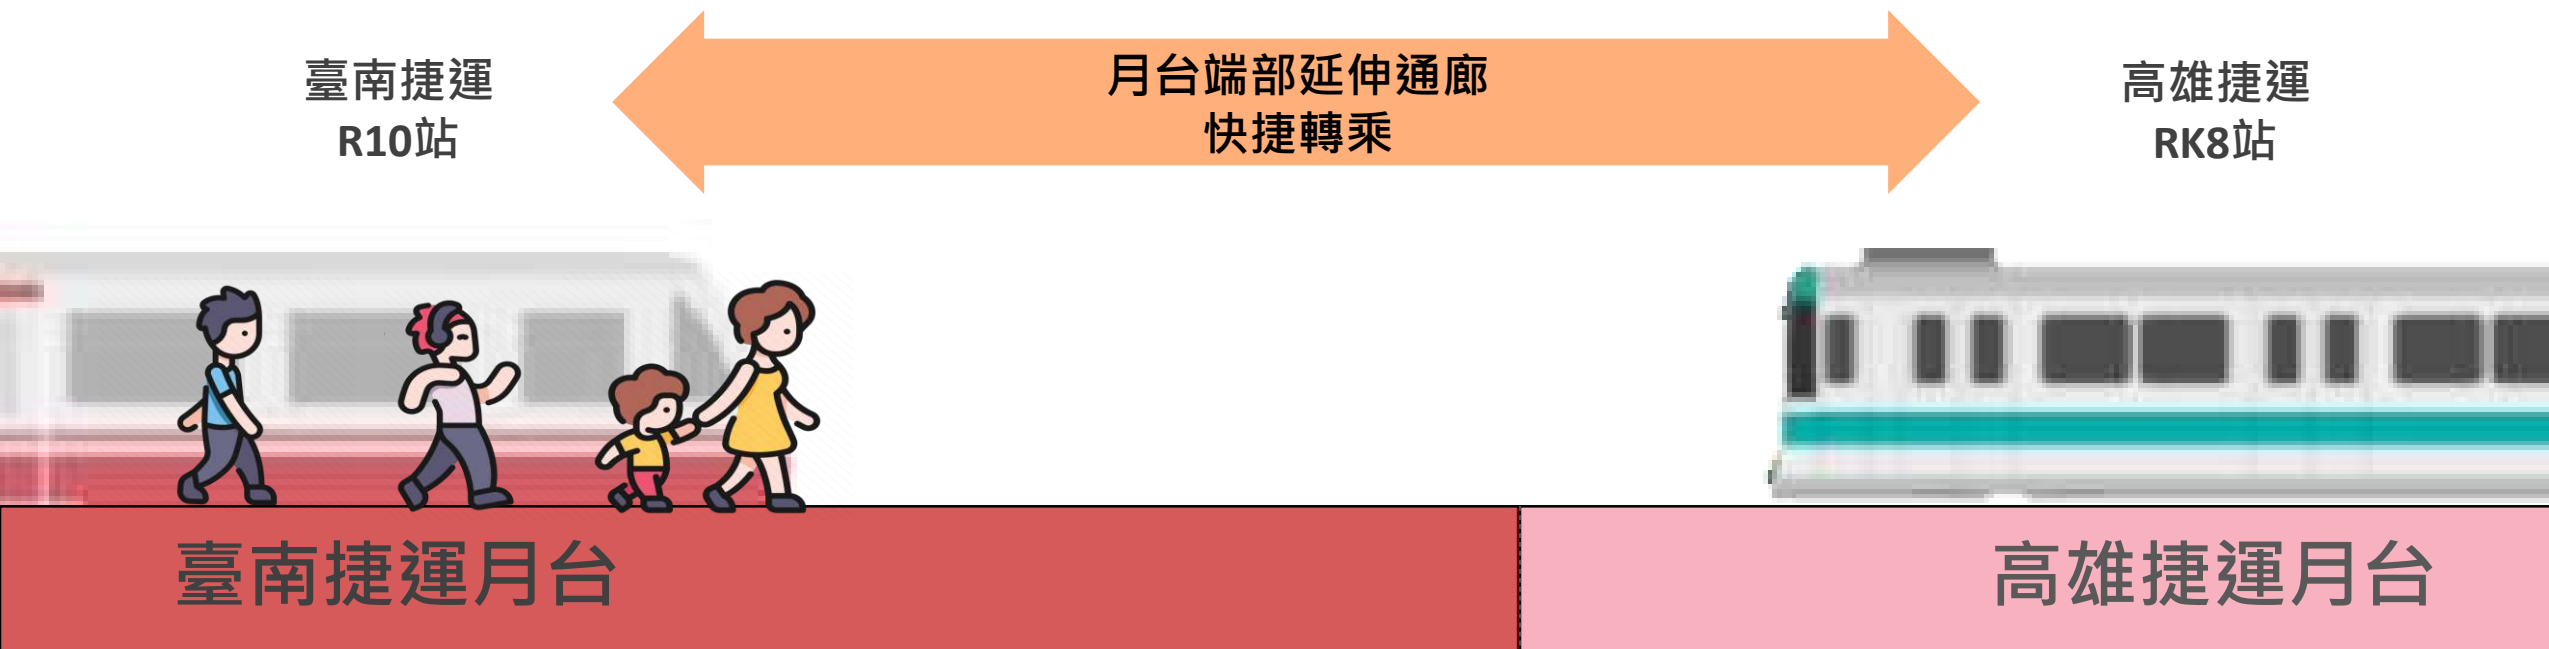 臺南捷運
R10站
月台端部延伸通廊
快捷轉乘
高雄捷運
RK8站
臺南捷運月台
高雄捷運月台